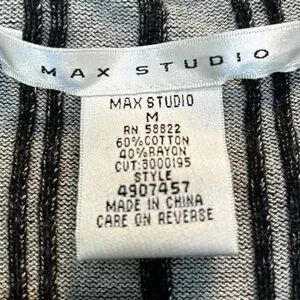 MAX STUDIO
MAX STUDIO
M
RN 58822
60%COTTON
40%RAYON
CUT:3000195
STYLE
4907457
MADE IN CHINA
CARE ON REVERSE